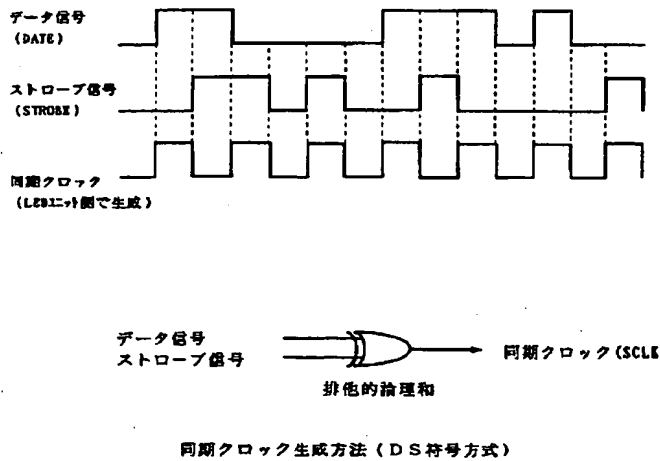 データ信号
(DATE)
ストローブ信号
(STROBE)
同期クロック
(LEDユニット側で生成)
データ信号
ストローブ信号
同期クロック(SCLK
排他的論理和
同期クロック生成方法(DS符号方式)